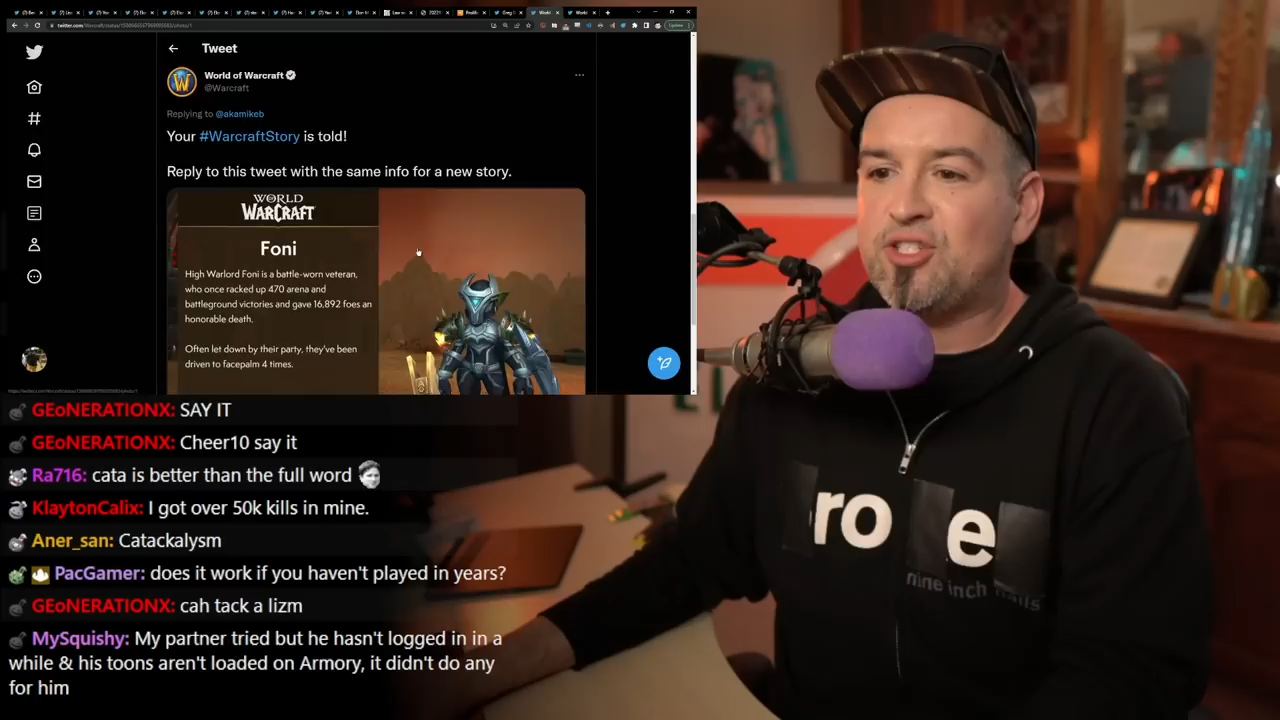 Tweet
World of Warcraft
@Warcraft
Replying to @akamikeb
Your #WarcraftStory is told!
Reply to this tweet with the same info for a new story.
WORLD
WARCRAFT
Foni
High Warlord Foni is a battle-worn veteran,
who once racked up 470 arena and
battleground victories and gave 16,892 foes an
honorable death.
Often let down by their party, they've been
driven to facepalm 4 times.
GEoNERATIONX: SAY IT
GEoNERATIONX: Cheer10 say it
Ra716: cata is better than the full word
KlaytonCalix: I got over 50k kills in mine.
Aner_san: Catackalysm
PacGamer: does it work if you haven't played in years?
GEoNERATIONX: cah tack a lizm
MySquishy: My partner tried but he hasn't logged in in a
while & his toons aren't loaded on Armory, it didn't do any
for him
ro e
nine inch nails